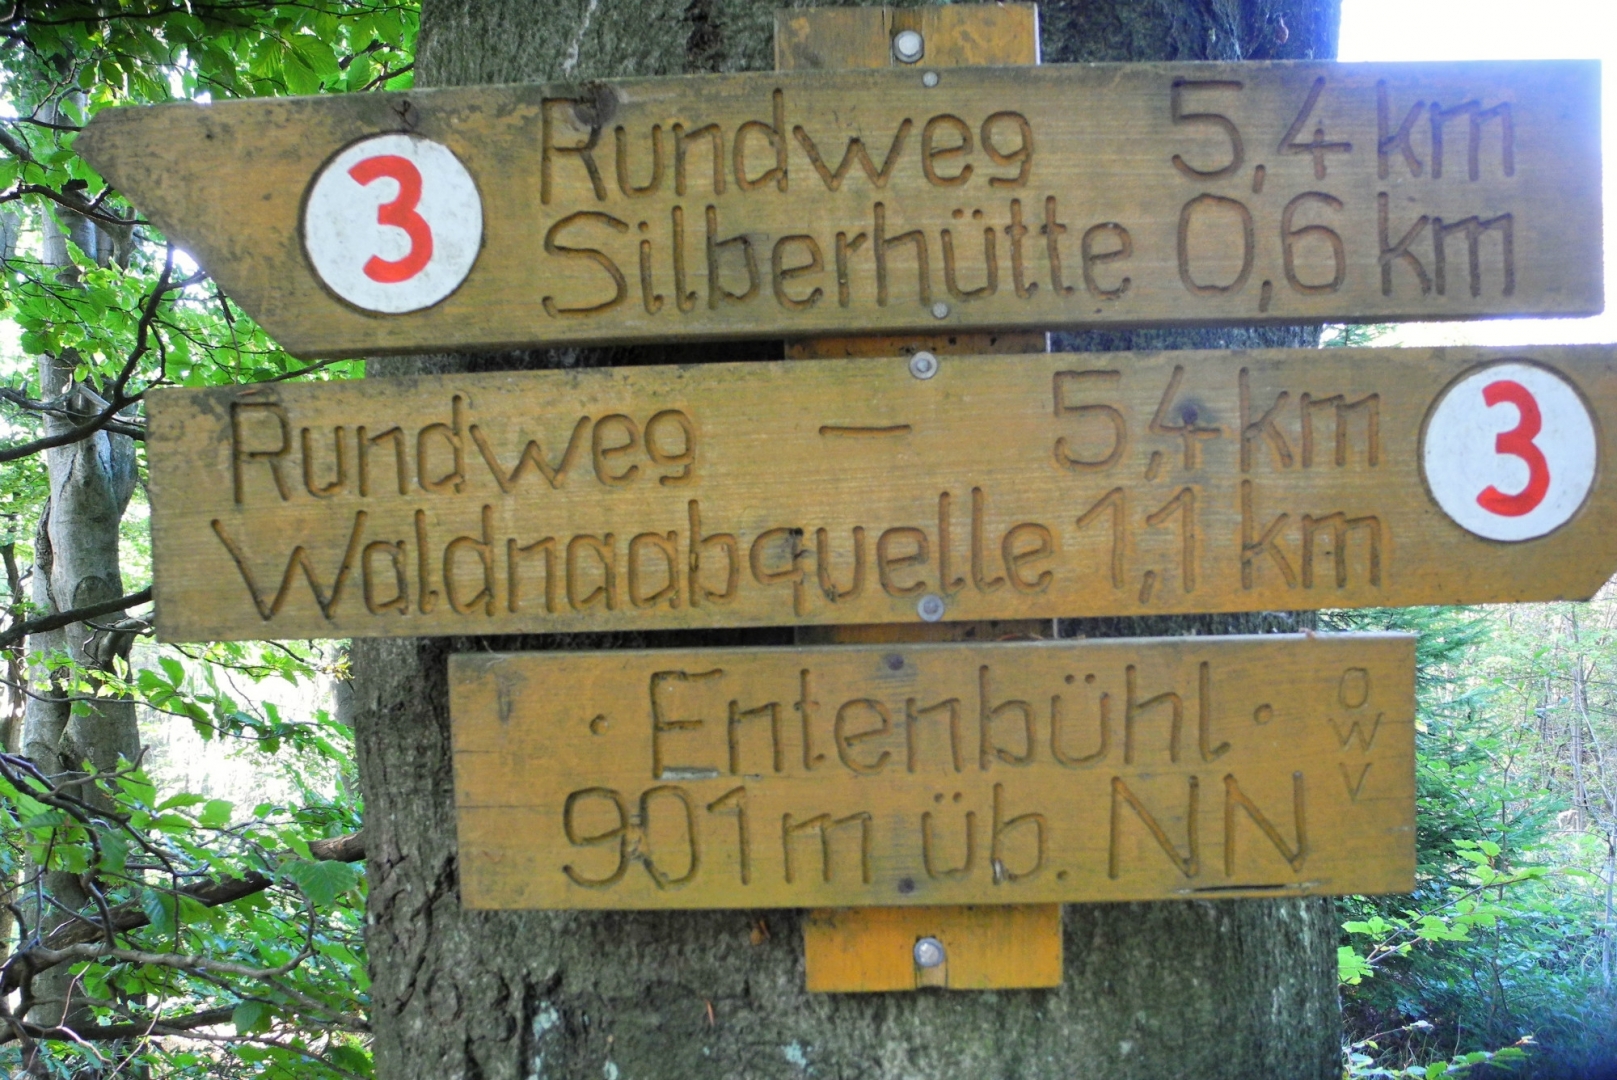 3
Rundweg 5,4 km
Silberhütte 0,6 km
Rundweg — 5,4 km
Waldnaabquelle 1,1 km
3
· Entenbühl ·
901 m üb. NN
O
W
V